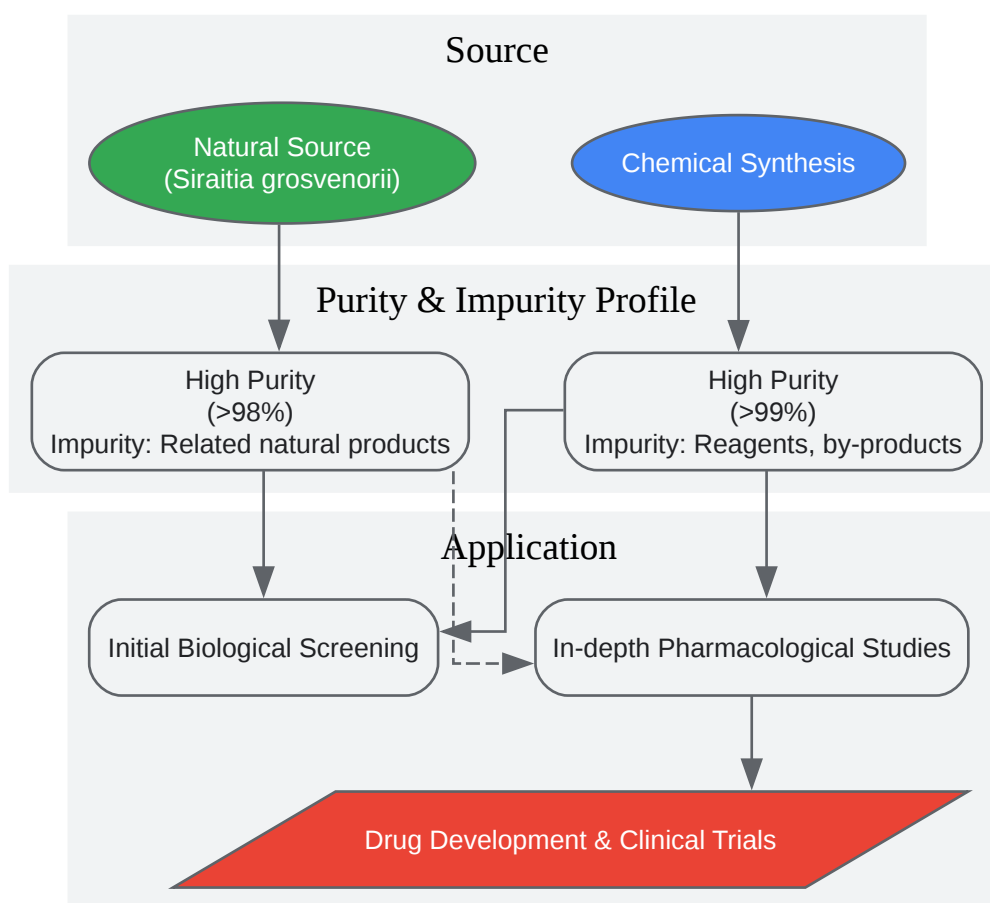 Source
Natural Source
(Siraitia grosvenorii)
Chemical Synthesis
Purity & Impurity Profile
High Purity
(>98%)
Impurity: Related natural products
High Purity
(>99%)
Impurity: Reagents, by-products
Application
Initial Biological Screening
In-depth Pharmacological Studies
Drug Development & Clinical Trials